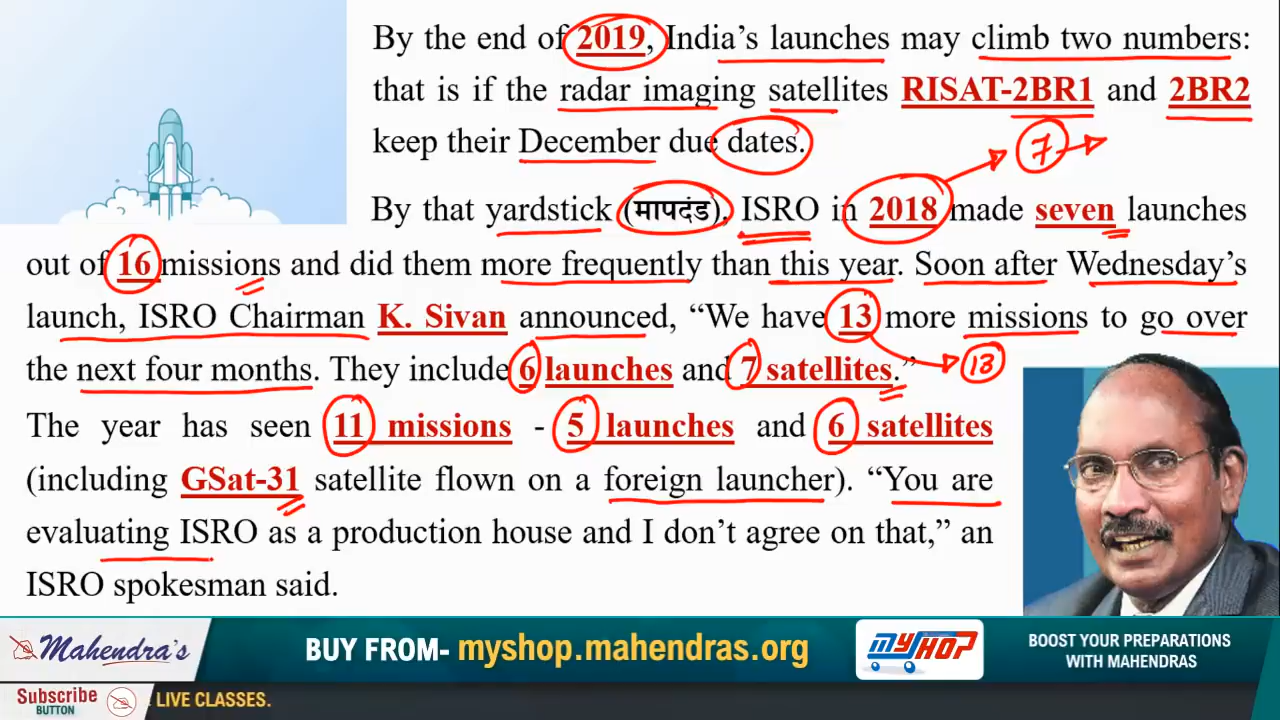 By the end of 2019, India’s launches may climb two numbers:
that is if the radar imaging satellites RISAT-2BR1 and 2BR2
keep their December due dates.
7
By that yardstick (मापदंड), ISRO in 2018 made seven launches
out of 16 missions and did them more frequently than this year. Soon after Wednesday’s
launch, ISRO Chairman K. Sivan announced, “We have 13 more missions to go over
the next four months. They include 6 launches and 7 satellites.”
13
The year has seen 11 missions - 5 launches and 6 satellites
(including GSat-31 satellite flown on a foreign launcher). “You are
evaluating ISRO as a production house and I don’t agree on that,” an
ISRO spokesman said.
Mahendra's
BUY FROM- myshop.mahendras.org
MYSHOP
BOOST YOUR PREPARATIONS
WITH MAHENDRAS
Subscribe
BUTTON
LIVE CLASSES.